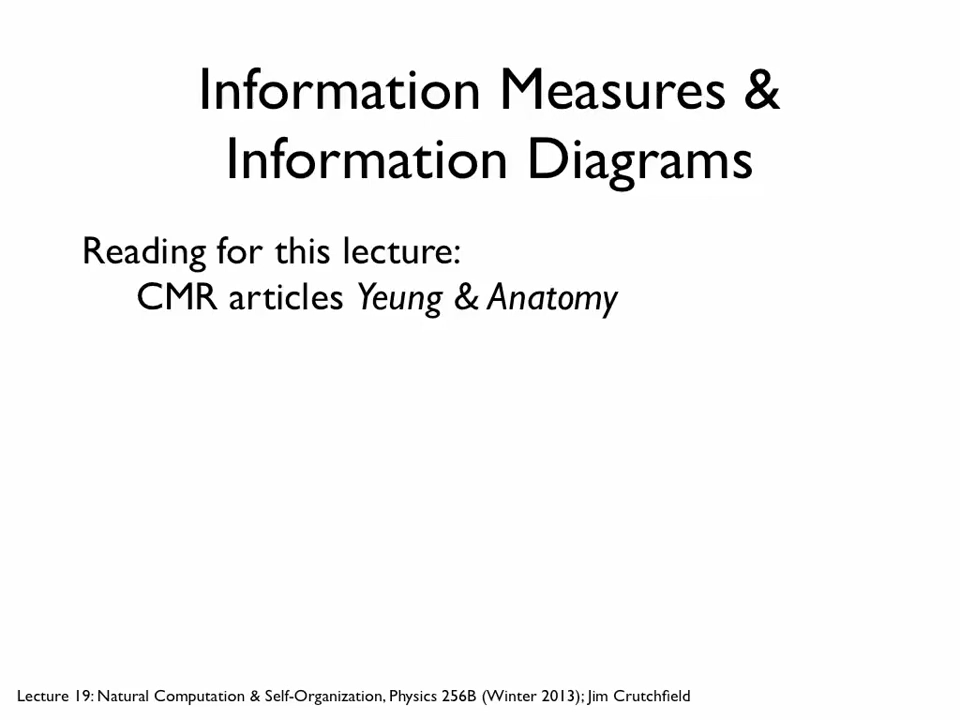 Information Measures &
Information Diagrams
Reading for this lecture:
CMR articles Yeung & Anatomy
Lecture 19: Natural Computation & Self-Organization, Physics 256B (Winter 2013); Jim Crutchfield